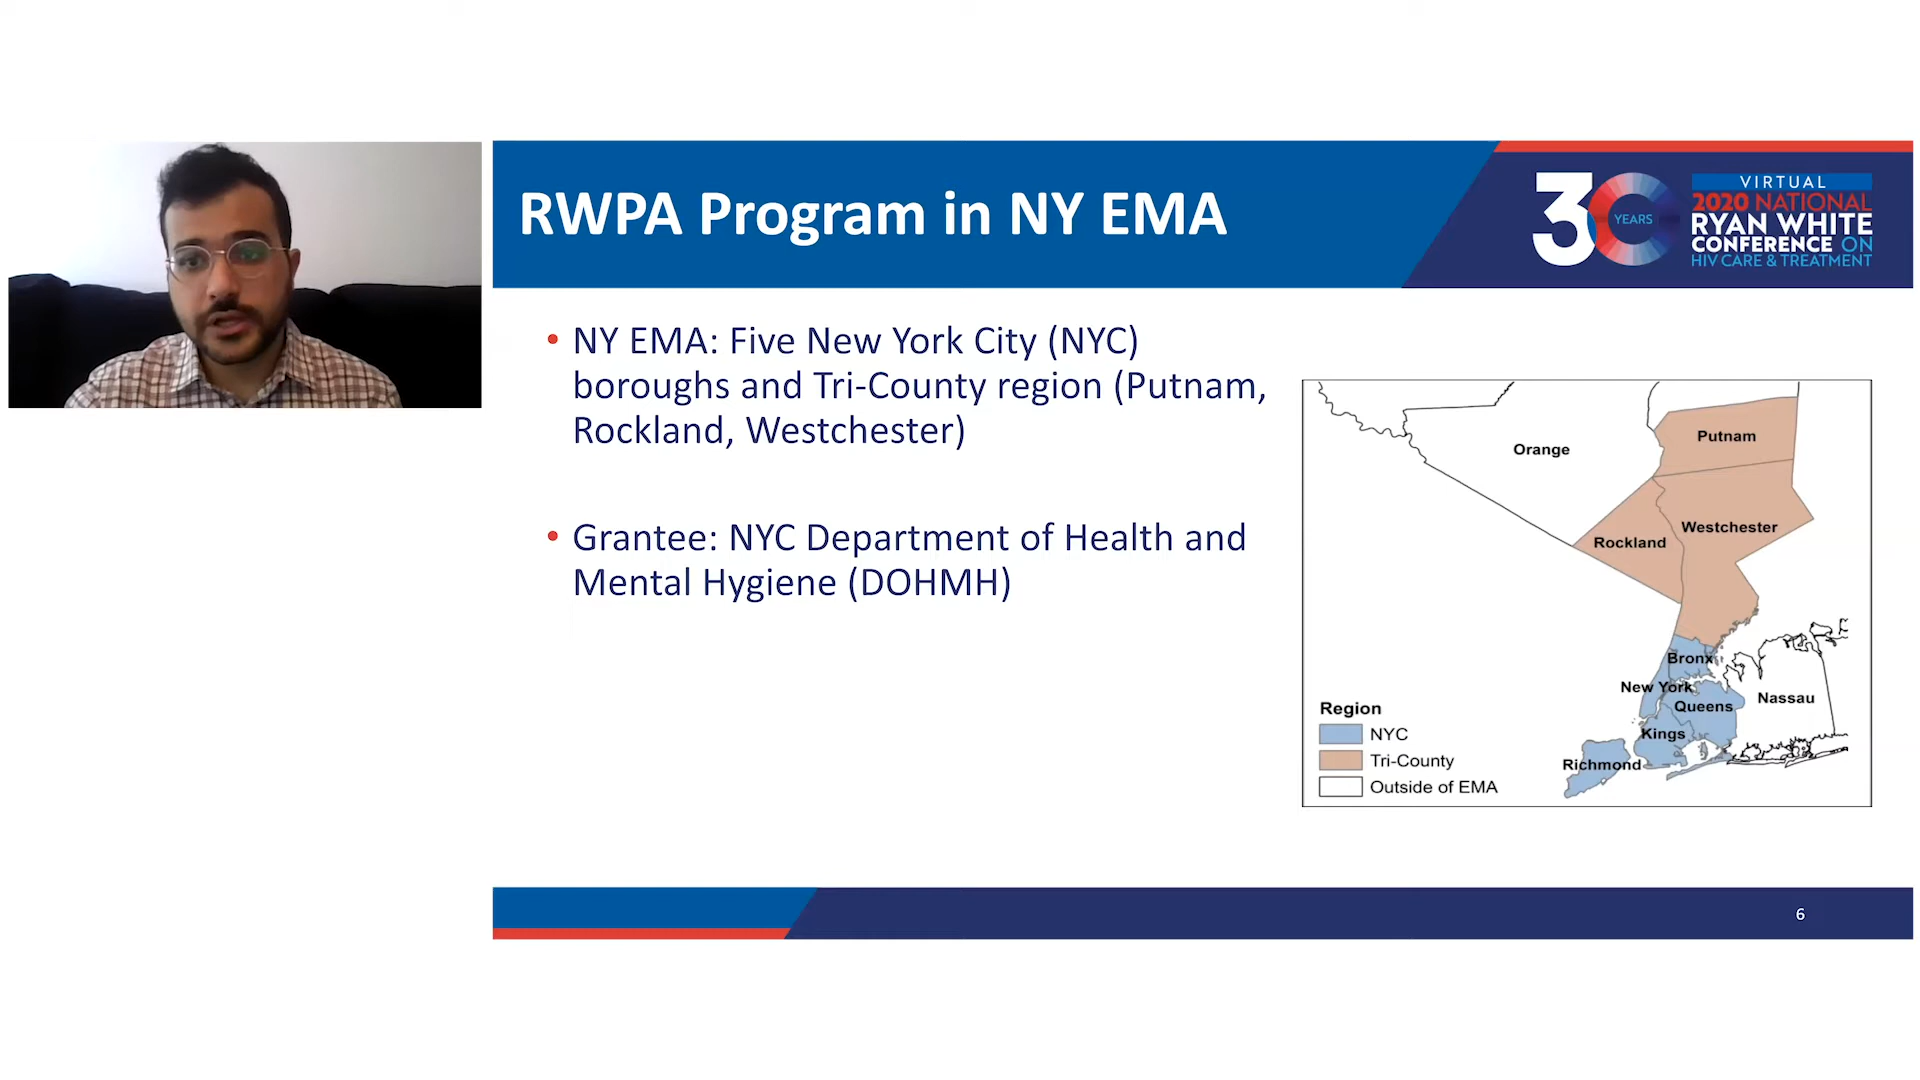 RWPA Program in NY EMA
30
YEARS
VIRTUAL
2020 NATIONAL
RYAN WHITE
CONFERENCE ON
HIV CARE & TREATMENT
• NY EMA: Five New York City (NYC)
boroughs and Tri-County region (Putnam,
Rockland, Westchester)
• Grantee: NYC Department of Health and
Mental Hygiene (DOHMH)
Putnam
Orange
Westchester
Rockland
Bronx
New York
Nassau
Queens
Kings
Richmond
Region
NYC
Tri-County
Outside of EMA
6